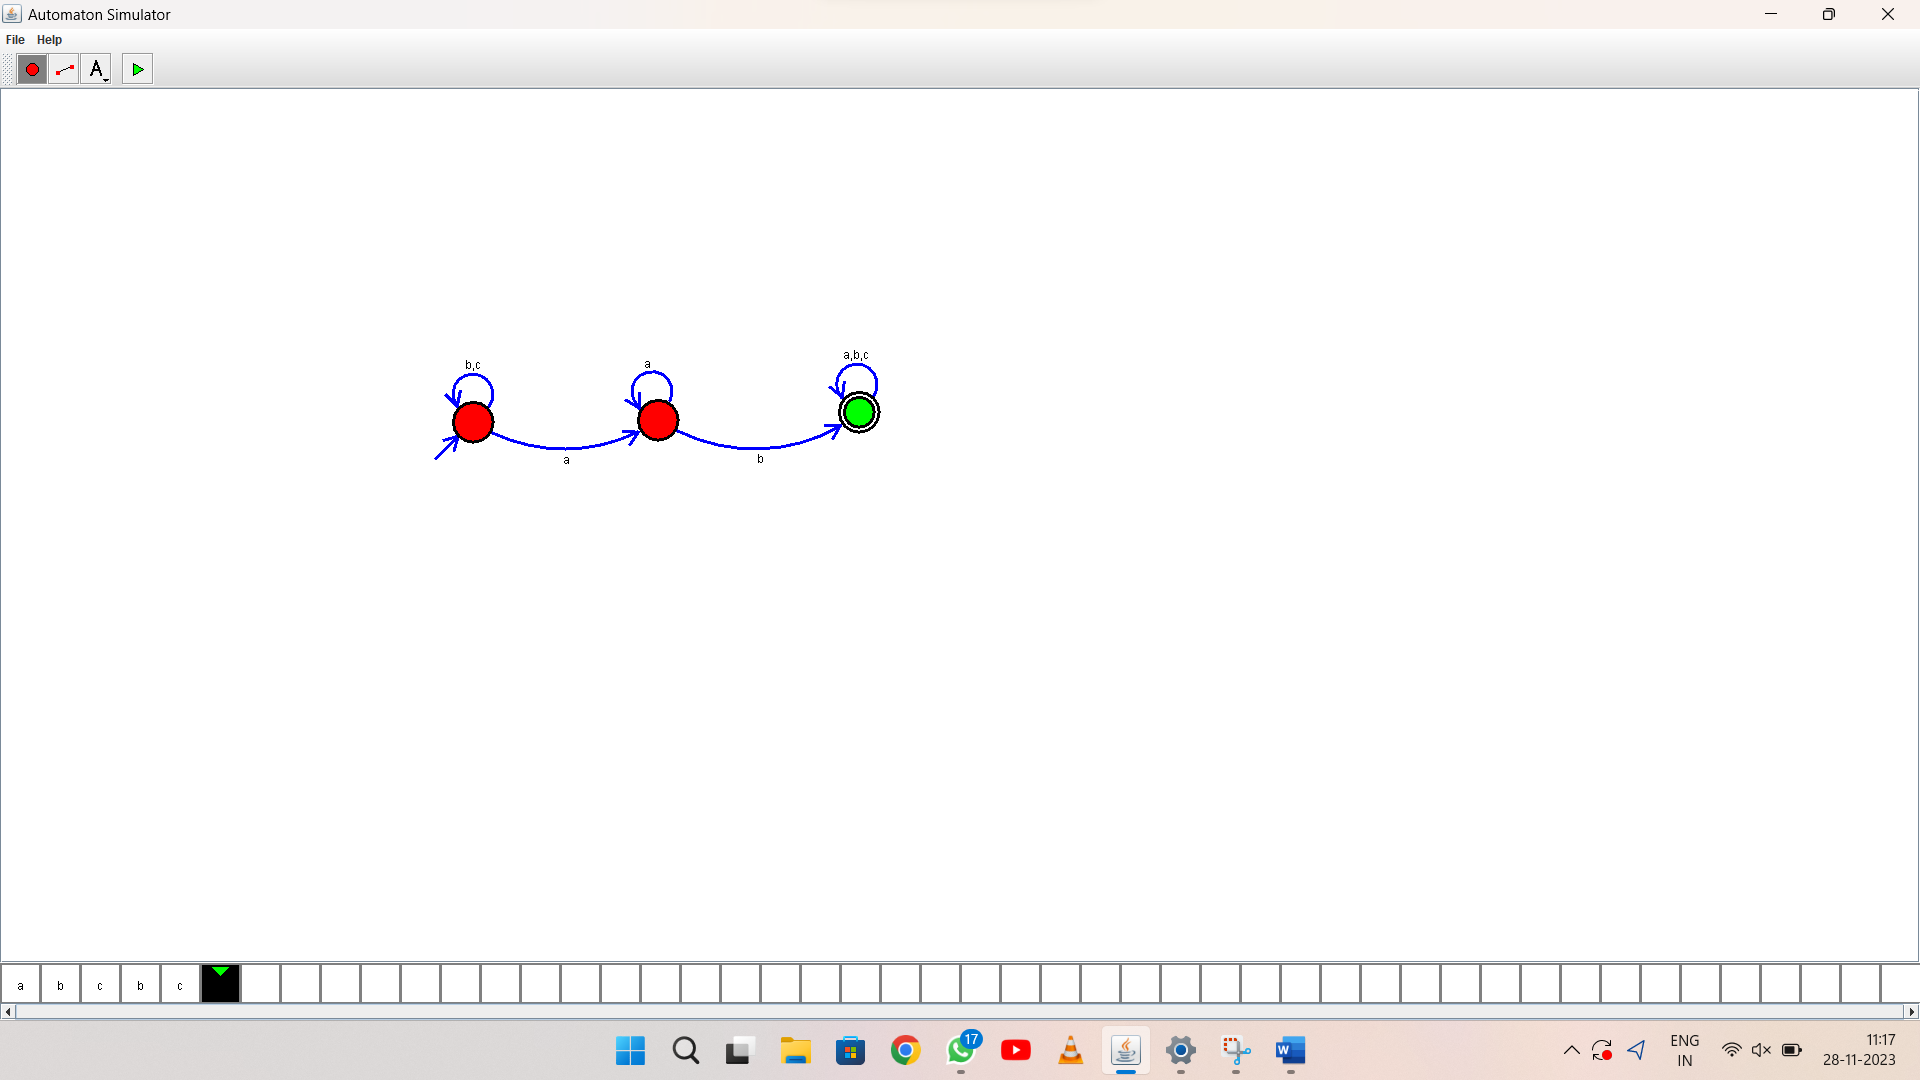 Automaton Simulator
File Help
A
a,b,c
b,c
a
a
b
a b c b c
17
W
ENG
IN
11:17
28-11-2023